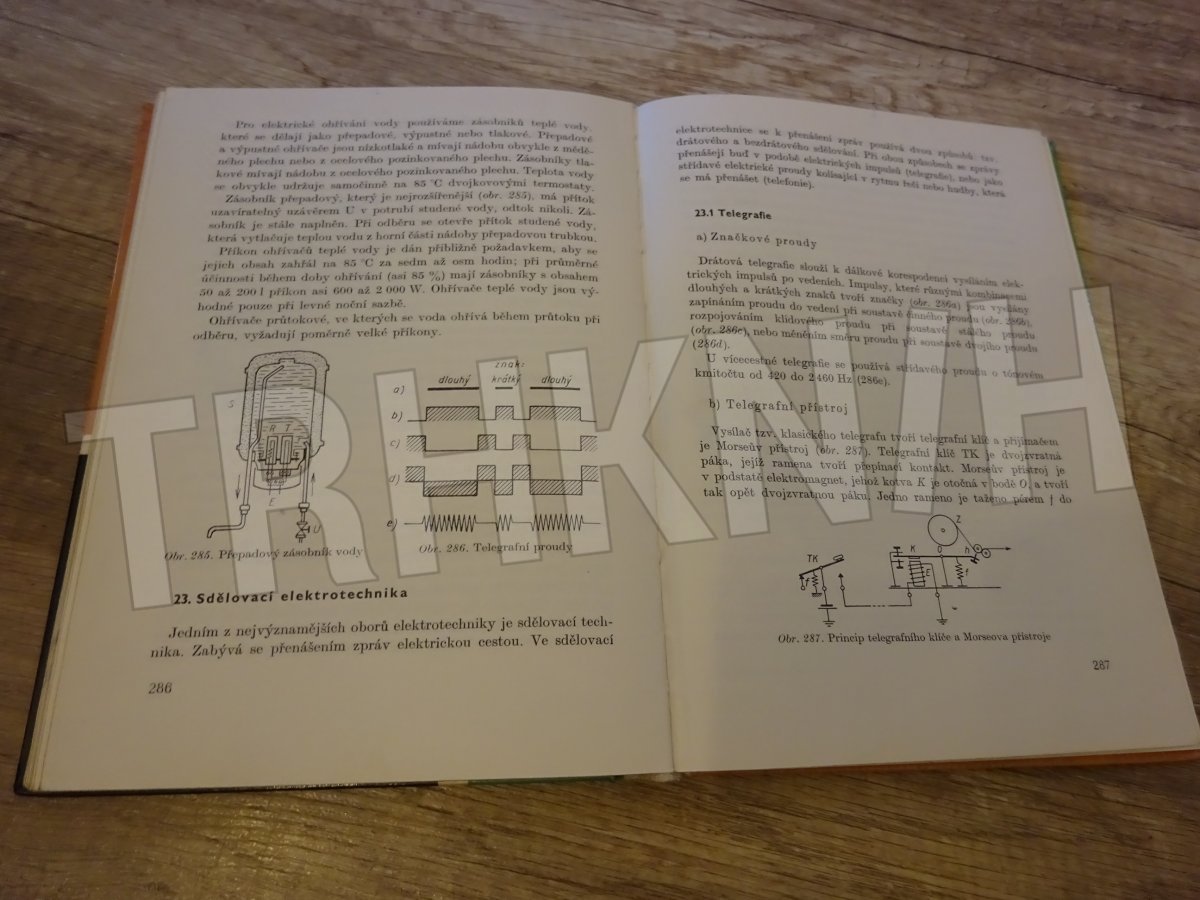 Pro elektrické ohřívání vody používáme zásobníků teplé vody,
které se dělají jako přepadové, výpustné nebo tlakové. Přepadové
a výpustné ohřívače jsou nízkotlaké a mívají nádobu obvykle z mědě-
ného plechu nebo z ocelového pozinkovaného plechu. Zásobníky tla-
kové mívají nádobu z ocelového pozinkovaného plechu. Teplota vody
se obvykle udržuje samočinně na 85 °C dvojkovovými termostaty.
Zásobník přepadový, který je nejrozšířenější (obr. 285), má přítok
uzavíratelný uzávěrem U v potrubí studené vody, odtok nikoli. Zá-
sobník je stále naplněn. Při odběru se otevře přítok studené vody,
která vytlačuje teplou vodu z horní části nádoby přepadovou trubkou.
Příkon ohřívačů teplé vody je dán přibližně požadavkem, aby se
jejich obsah zahřál na 85 °C za sedm až osm hodin; při průměrné
účinnosti během doby ohřívání (asi 85 %) mají zásobníky s obsahem
50 až 200 l příkon asi 600 až 2 000 W. Ohřívače teplé vody jsou vý-
hodné pouze při levné noční sazbě.
Ohřívače průtokové, ve kterých se voda ohřívá během průtoku při
odběru, vyžadují poměrně velké příkony.
S
R T
E
U
Obr. 285. Přepadový zásobník vody
znak:
dlouhý krátký dlouhý
a)
b)
c)
d)
e)
Obr. 286. Telegrafní proudy
23. Sdělovací elektrotechnika
Jedním z nejvýznamějších oborů elektrotechniky je sdělovací tech-
nika. Zabývá se přenášením zpráv elektrickou cestou. Ve sdělovací
286
elektrotechnice se k přenášení zpráv používá dvou způsobů: tzv.
drátového a bezdrátového sdělování. Při obou způsobech se zprávy
přenášejí buď v podobě elektrických impulsů (telegrafie), nebo jako
střídavé elektrické proudy kolísající v rytmu řeči nebo hudby, která
se má přenášet (telefonie).
23.1 Telegrafie
a) Značkové proudy
Drátová telegrafie slouží k dálkové korespondenci vysíláním elek-
trických impulsů po vedeních. Impulsy, které různými kombinacemi
dlouhých a krátkých znaků tvoří značky (obr. 286a) jsou vysílány
zapínáním proudu do vedení při soustavě činného proudu (obr. 286b),
rozpojováním klidového proudu při soustavě stálého proudu
(obr. 286c), nebo měněním směru proudu při soustavě dvojího proudu
(286d).
U vícecestné telegrafie se používá střídavého proudu o tónovém
kmitočtu od 420 do 2 460 Hz (286e).
b) Telegrafní přístroj
Vysílač tzv. klasického telegrafu tvoří telegrafní klíč a přijímačem
je Morseův přístroj (obr. 287). Telegrafní klíč TK je dvojzvratná
páka, jejíž ramena tvoří přepínací kontakt. Morseův přístroj je
v podstatě elektromagnet, jehož kotva K je otočná v bodě O, a tvoří
tak opět dvojzvratnou páku. Jedno rameno je taženo pérem f do
TK
f
Z
K
O
h
E
f
Obr. 287. Princip telegrafního klíče a Morseova přístroje
287
TRHKNIH